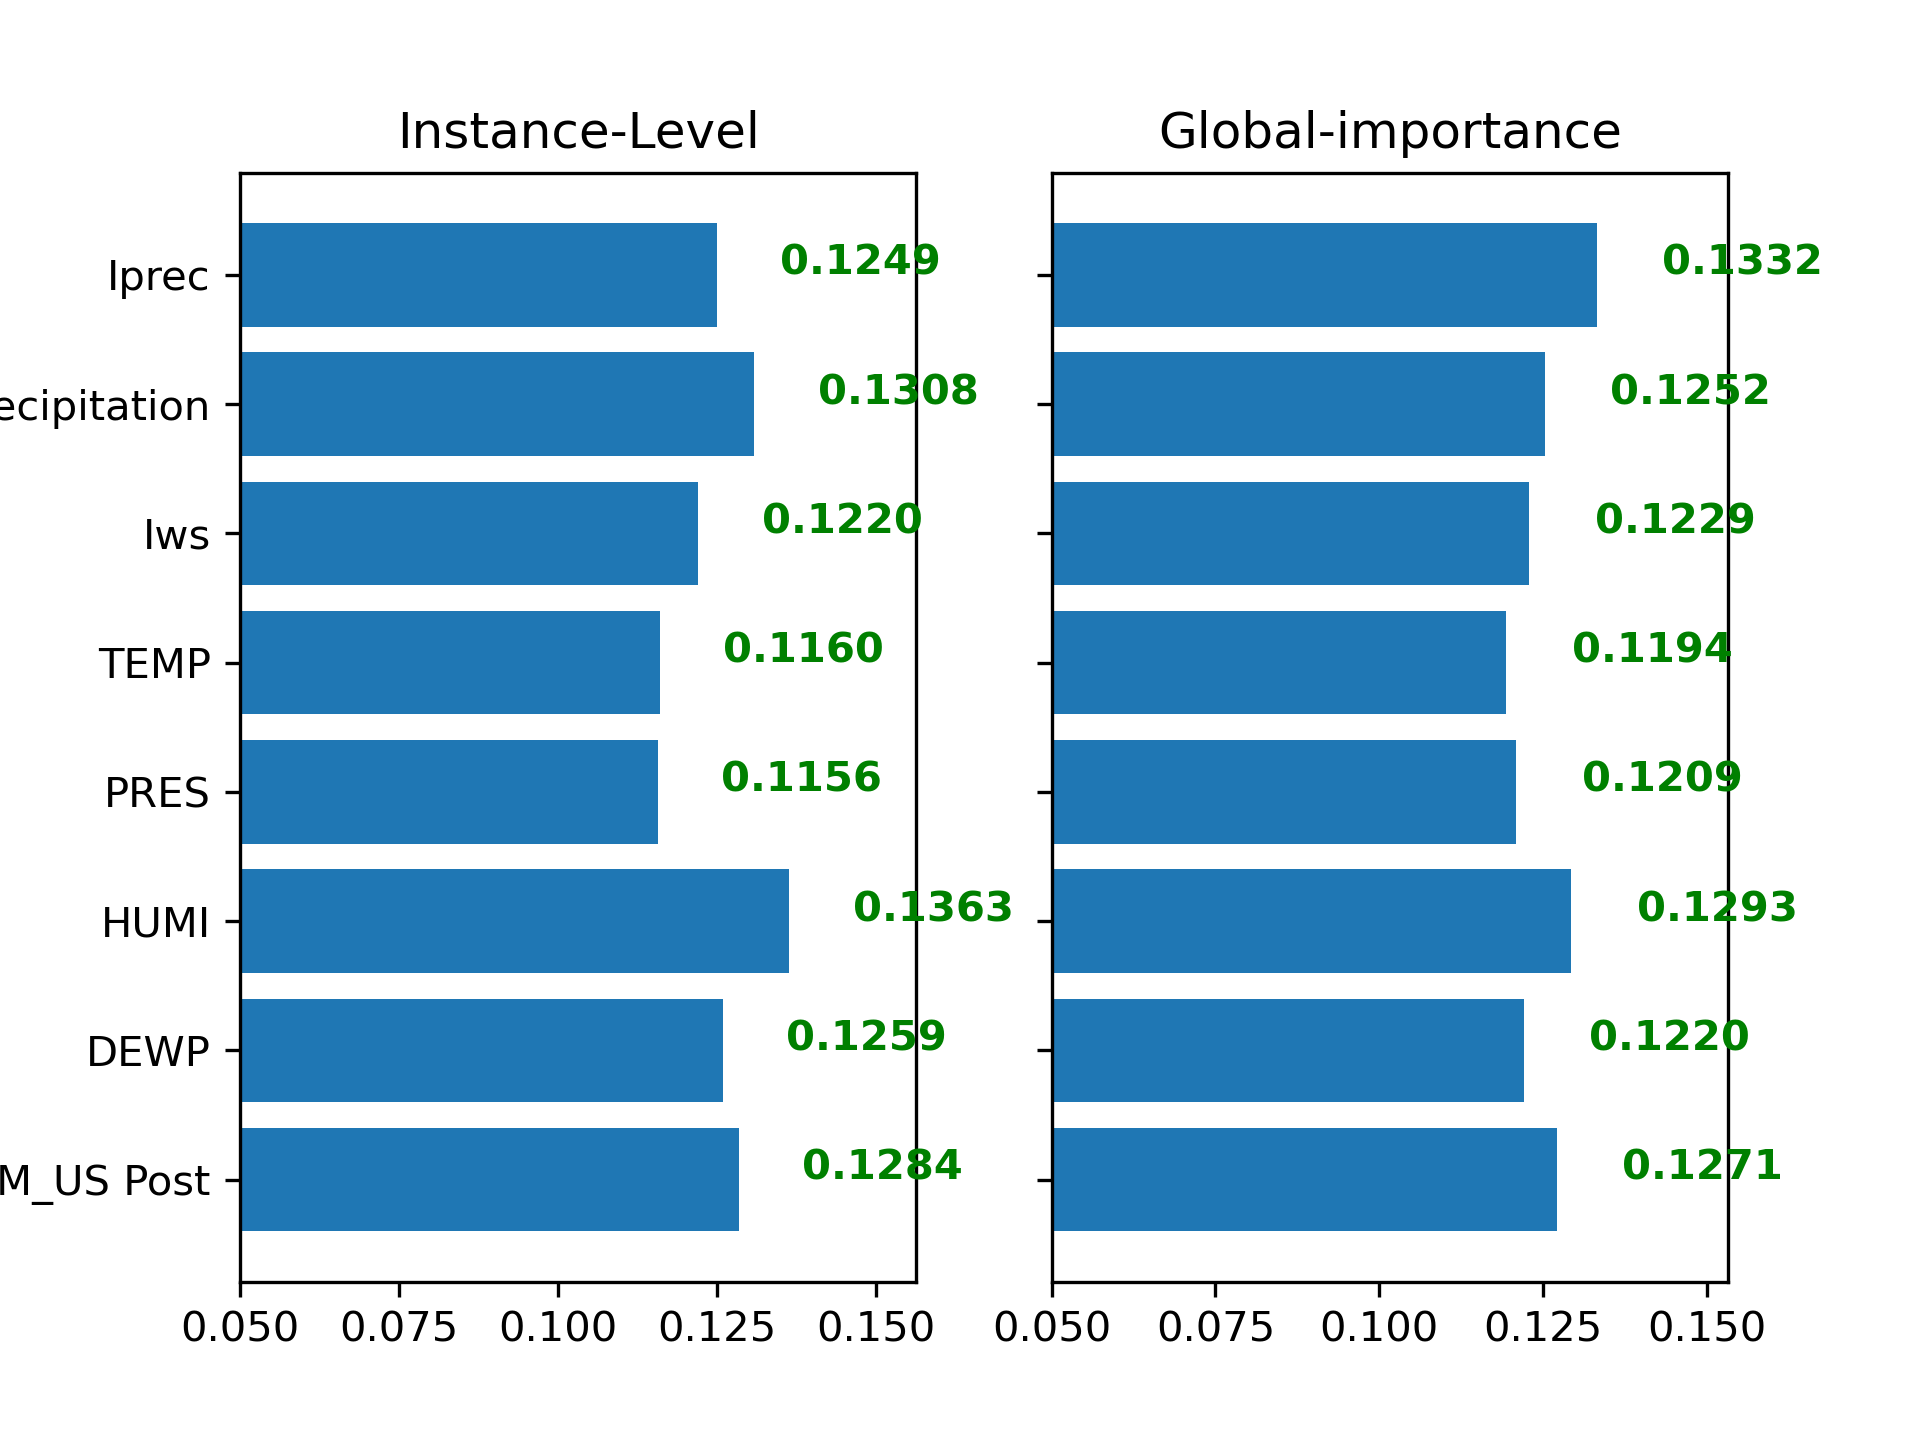 Instance-Level
Global-importance
Iprec
0.1249
0.1332
ecipitation
0.1308
0.1252
Iws
0.1220
0.1229
TEMP
0.1160
0.1194
PRES
0.1156
0.1209
HUMI
0.1363
0.1293
DEWP
0.1259
0.1220
M_US Post
0.1284
0.1271
0.050 0.075 0.100 0.125 0.150
0.050 0.075 0.100 0.125 0.150